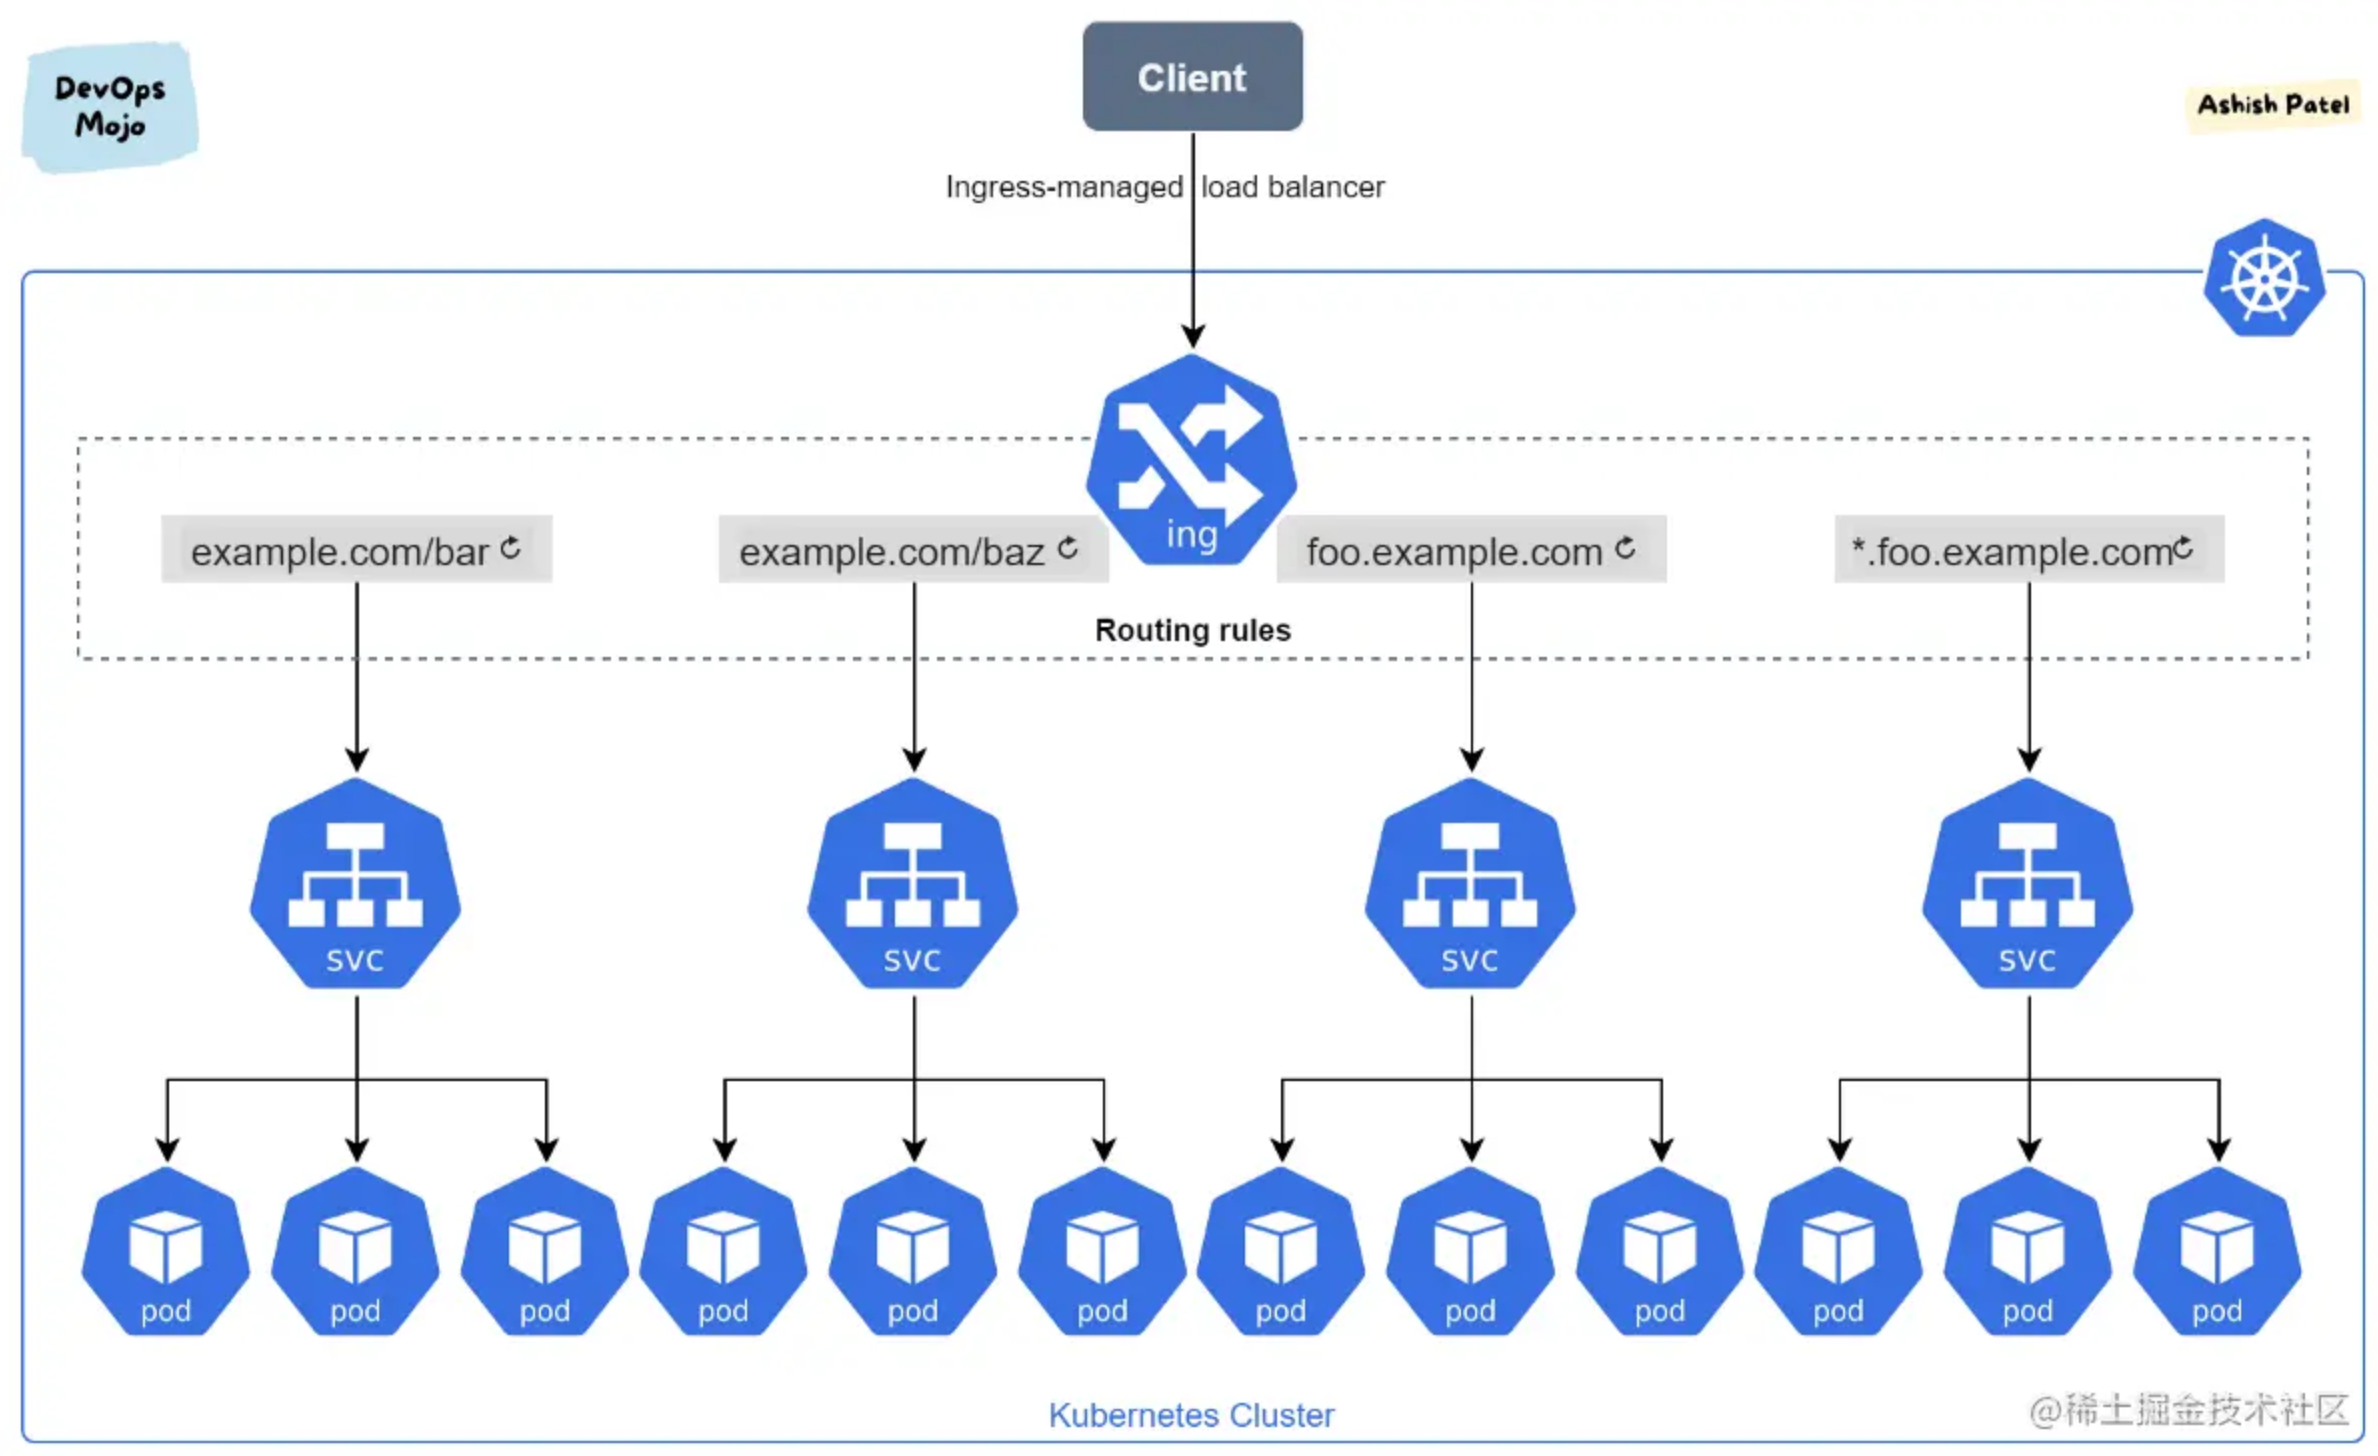 DevOps
Mojo
Client
Ashish Patel
Ingress-managed load balancer
ing
example.com/bar
example.com/baz
foo.example.com
*.foo.example.com
Routing rules
svc
svc
svc
svc
pod
pod
pod
pod
pod
pod
pod
pod
pod
pod
pod
pod
Kubernetes Cluster
@稀土掘金技术社区